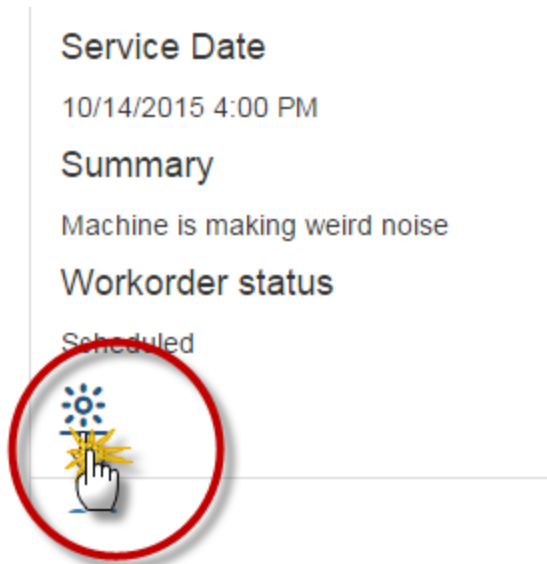 Service Date
10/14/2015 4:00 PM
Summary
Machine is making weird noise
Workorder status
Scheduled